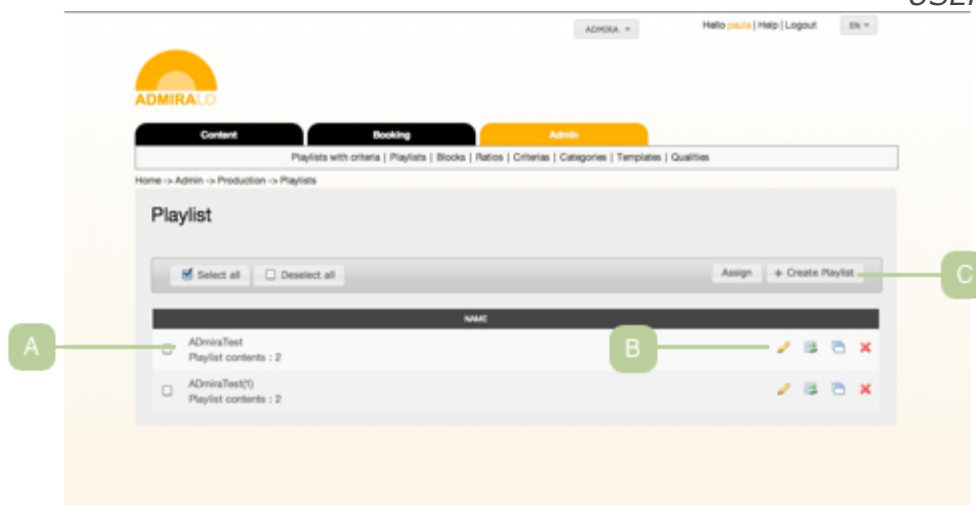 USER
ADMIRA
Hello paula | Help | Logout
EN
ADMIRALO
Content Booking Admin
Playlists with criteria | Playlists | Blocks | Ratios | Criterias | Categories | Templates | Qualities
Home -> Admin -> Production -> Playlists
Playlist
Select all Deselect all Assign + Create Playlist
C
NAME
A
ADmiraTest
Playlist contents : 2
B
ADmiraTest(1)
Playlist contents : 2